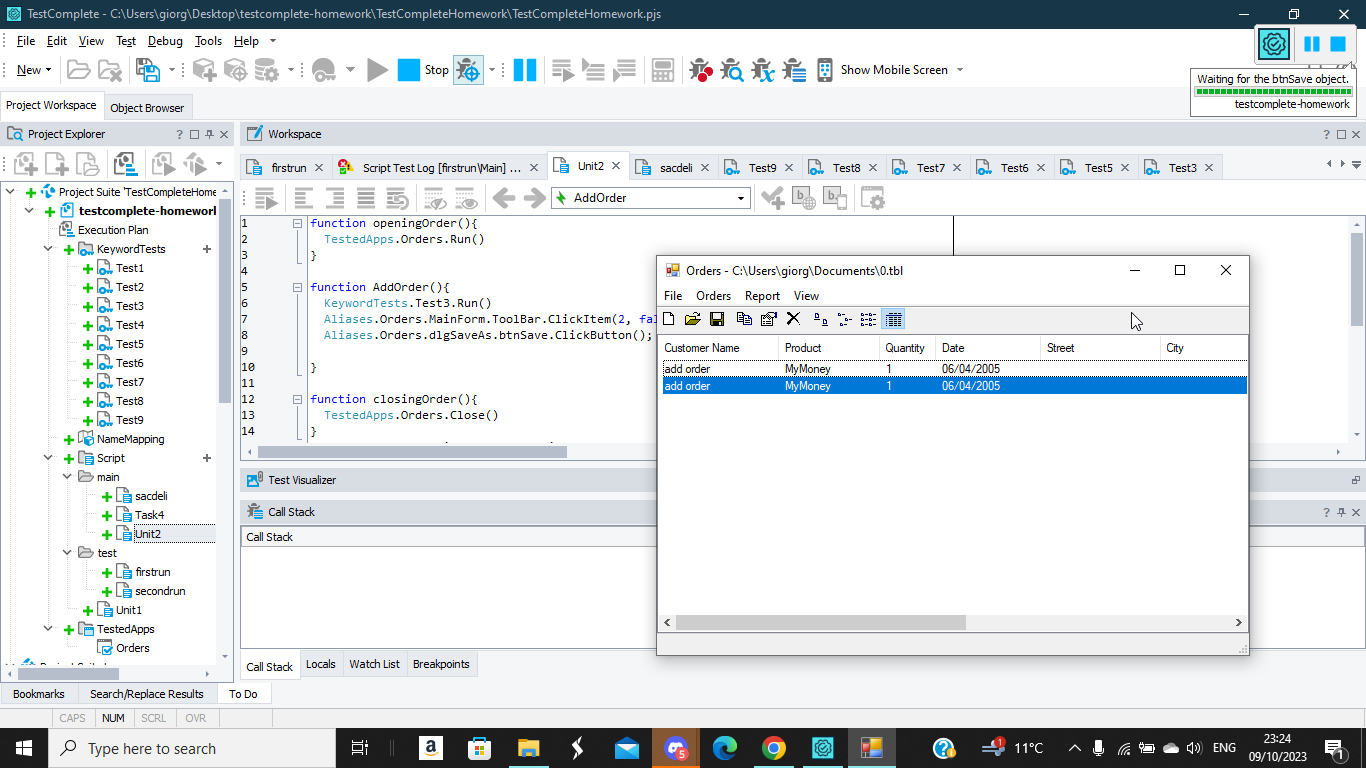 TestComplete - C:\Users\giorg\Desktop\testcomplete-homework\TestCompleteHomework\TestCompleteHomework.pjs
File Edit View Test Debug Tools Help
New Stop Show Mobile Screen
Waiting for the btnSave object.
testcomplete-homework
Project Workspace Object Browser
Project Explorer ?
Workspace ?
firstrun Script Test Log [firstrun\Main] ... Unit2 sacdeli Test9 Test8 Test7 Test6 Test5 Test3
AddOrder
Project Suite 'TestCompleteHome
testcomplete-homework
Execution Plan
KeywordTests
Test1
Test2
Test3
Test4
Test5
Test6
Test7
Test8
Test9
NameMapping
Script
main
sacdeli
Task4
Unit2
test
firstrun
secondrun
Unit1
TestedApps
Orders
1 function openingOrder(){
2 TestedApps.Orders.Run()
3 }
4
5 function AddOrder(){
6 KeywordTests.Test3.Run()
7 Aliases.Orders.MainForm.ToolBar.ClickItem(2, fal
8 Aliases.Orders.dlgSaveAs.btnSave.ClickButton();
9
10 }
11
12 function closingOrder(){
13 TestedApps.Orders.Close()
14 }
Orders - C:\Users\giorg\Documents\0.tbl
File Orders Report View
Customer Name Product Quantity Date Street City
add order MyMoney 1 06/04/2005
add order MyMoney 1 06/04/2005
Test Visualizer
Call Stack ?
Call Stack
Call Stack Locals Watch List Breakpoints
Bookmarks Search/Replace Results To Do
CAPS NUM SCRL OVR
Type here to search
a
5
1
11°C
ENG
23:24
09/10/2023
1